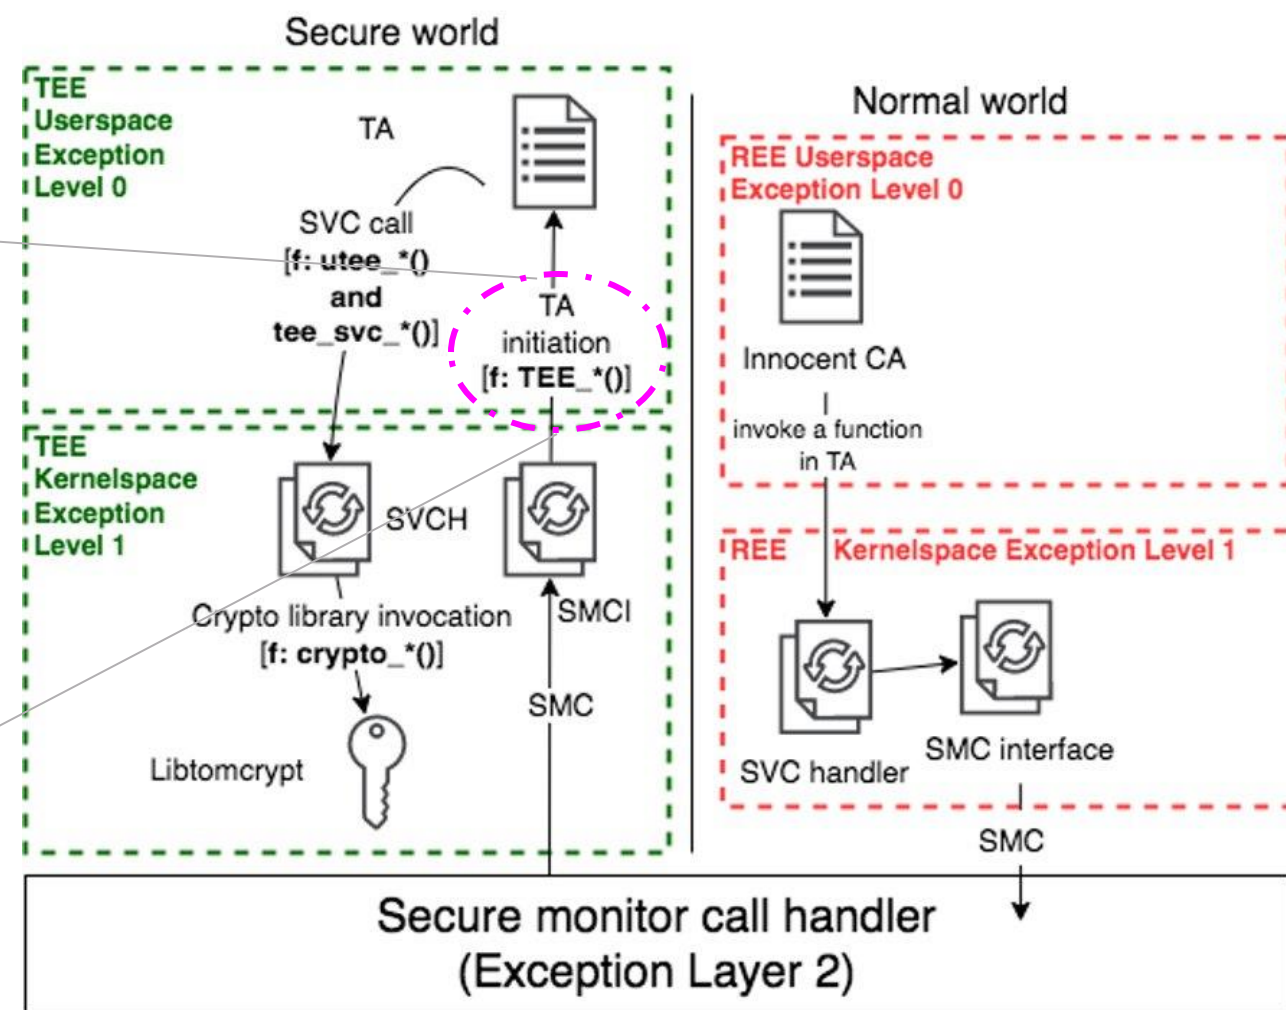 Secure world
TEE
Userspace
Exception
Level 0
TA
SVC call
[f: utee_*()
and
tee_svc_*()]
TA
initiation
[f: TEE_*()]
TEE
Kernelspace
Exception
Level 1
SVCH
SMCI
Crypto library invocation
[f: crypto_*()]
SMC
Libtomcrypt
Normal world
REE Userspace
Exception Level 0
Innocent CA
invoke a function
in TA
REE Kernelspace Exception Level 1
SVC handler
SMC interface
SMC
Secure monitor call handler
(Exception Layer 2)